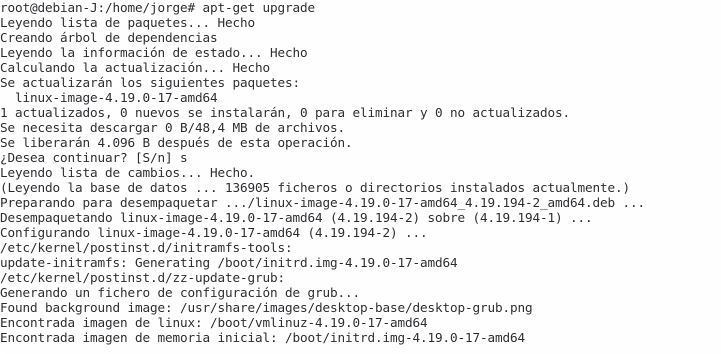 root@debian-J:/home/jorge# apt-get upgrade
Leyendo lista de paquetes... Hecho
Creando árbol de dependencias
Leyendo la información de estado... Hecho
Calculando la actualización... Hecho
Se actualizarán los siguientes paquetes:
  linux-image-4.19.0-17-amd64
1 actualizados, 0 nuevos se instalarán, 0 para eliminar y 0 no actualizados.
Se necesita descargar 0 B/48,4 MB de archivos.
Se liberarán 4.096 B después de esta operación.
¿Desea continuar? [S/n] s
Leyendo lista de cambios... Hecho.
(Leyendo la base de datos ... 136905 ficheros o directorios instalados actualmente.)
Preparando para desempaquetar .../linux-image-4.19.0-17-amd64_4.19.194-2_amd64.deb ...
Desempaquetando linux-image-4.19.0-17-amd64 (4.19.194-2) sobre (4.19.194-1) ...
Configurando linux-image-4.19.0-17-amd64 (4.19.194-2) ...
/etc/kernel/postinst.d/initramfs-tools:
update-initramfs: Generating /boot/initrd.img-4.19.0-17-amd64
/etc/kernel/postinst.d/zz-update-grub:
Generando un fichero de configuración de grub...
Found background image: /usr/share/images/desktop-base/desktop-grub.png
Encontrada imagen de linux: /boot/vmlinuz-4.19.0-17-amd64
Encontrada imagen de memoria inicial: /boot/initrd.img-4.19.0-17-amd64